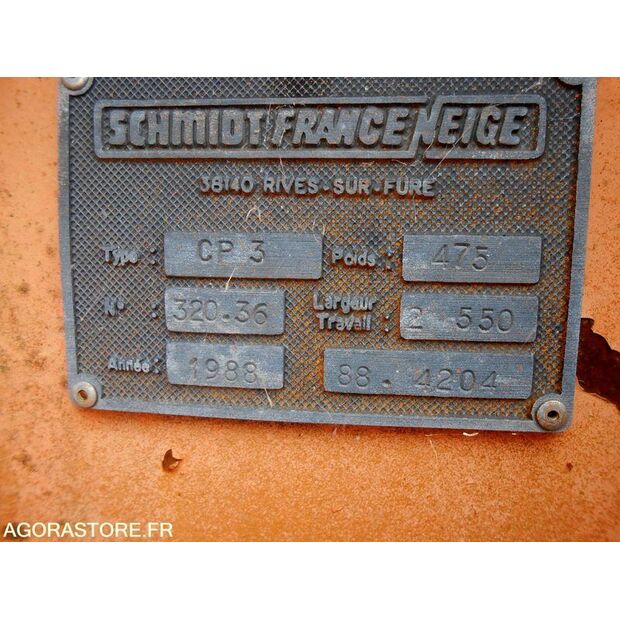 SCHMIDT FRANCE NEIGE
38140 RIVES-SUR-FURE
Type : CP 3 Poids : 475
N° : 320.36 Largeur Travail : 2 550
Année : 1988 88. 4204
AGORASTORE.FR